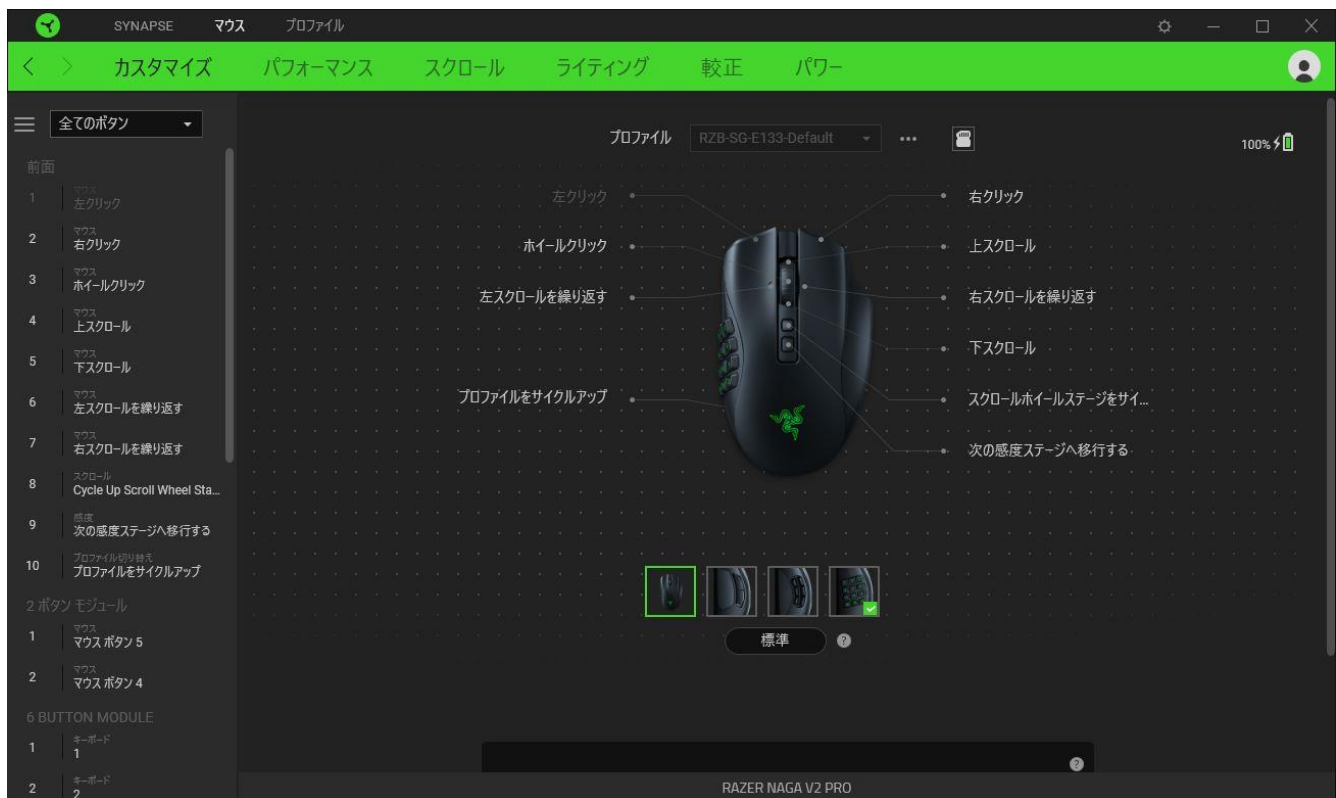 SYNAPSE マウス プロファイル
カスタマイズ パフォーマンス スクロール ライティング 較正 パワー
全てのボタン
プロファイル RZB-SG-E133-Default
100%
前面
1 マウス
左クリック
2 マウス
右クリック
3 マウス
ホイールクリック
4 マウス
上スクロール
5 マウス
下スクロール
6 マウス
左スクロールを繰り返す
7 マウス
右スクロールを繰り返す
8 スクロール
Cycle Up Scroll Wheel Sta...
9 感度
次の感度ステージへ移行する
10 プロファイル切り替え
プロファイルをサイクルアップ
2 ボタン モジュール
1 マウス
マウス ボタン 5
2 マウス
マウス ボタン 4
6 BUTTON MODULE
1 キーボード
1
2 キーボード
2
左クリック 右クリック
ホイールクリック 上スクロール
左スクロールを繰り返す 右スクロールを繰り返す
下スクロール
プロファイルをサイクルアップ スクロールホイールステージをサイ...
次の感度ステージへ移行する
標準 ?
?
RAZER NAGA V2 PRO